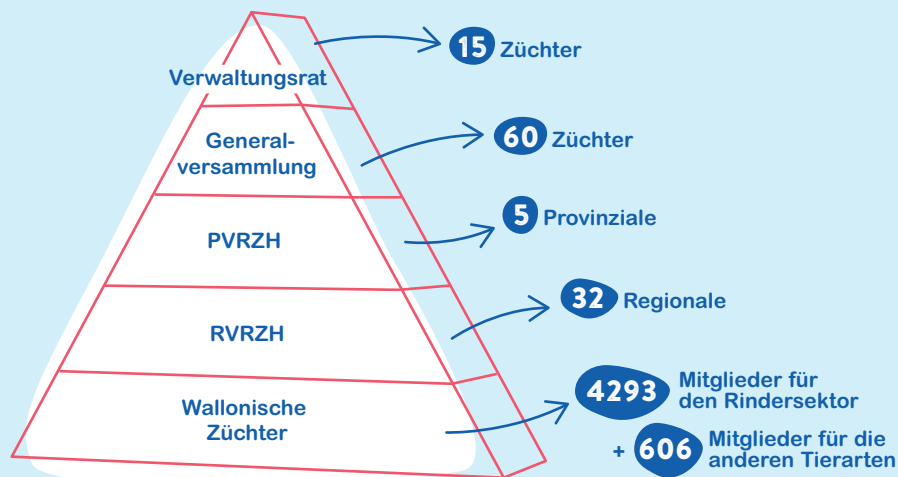 Verwaltungsrat
15 Züchter
General-
versammlung
60 Züchter
PVRZH
5 Provinziale
RVRZH
32 Regionale
Wallonische
Züchter
4293 Mitglieder für
den Rindersektor
+ 606 Mitglieder für die
anderen Tierarten